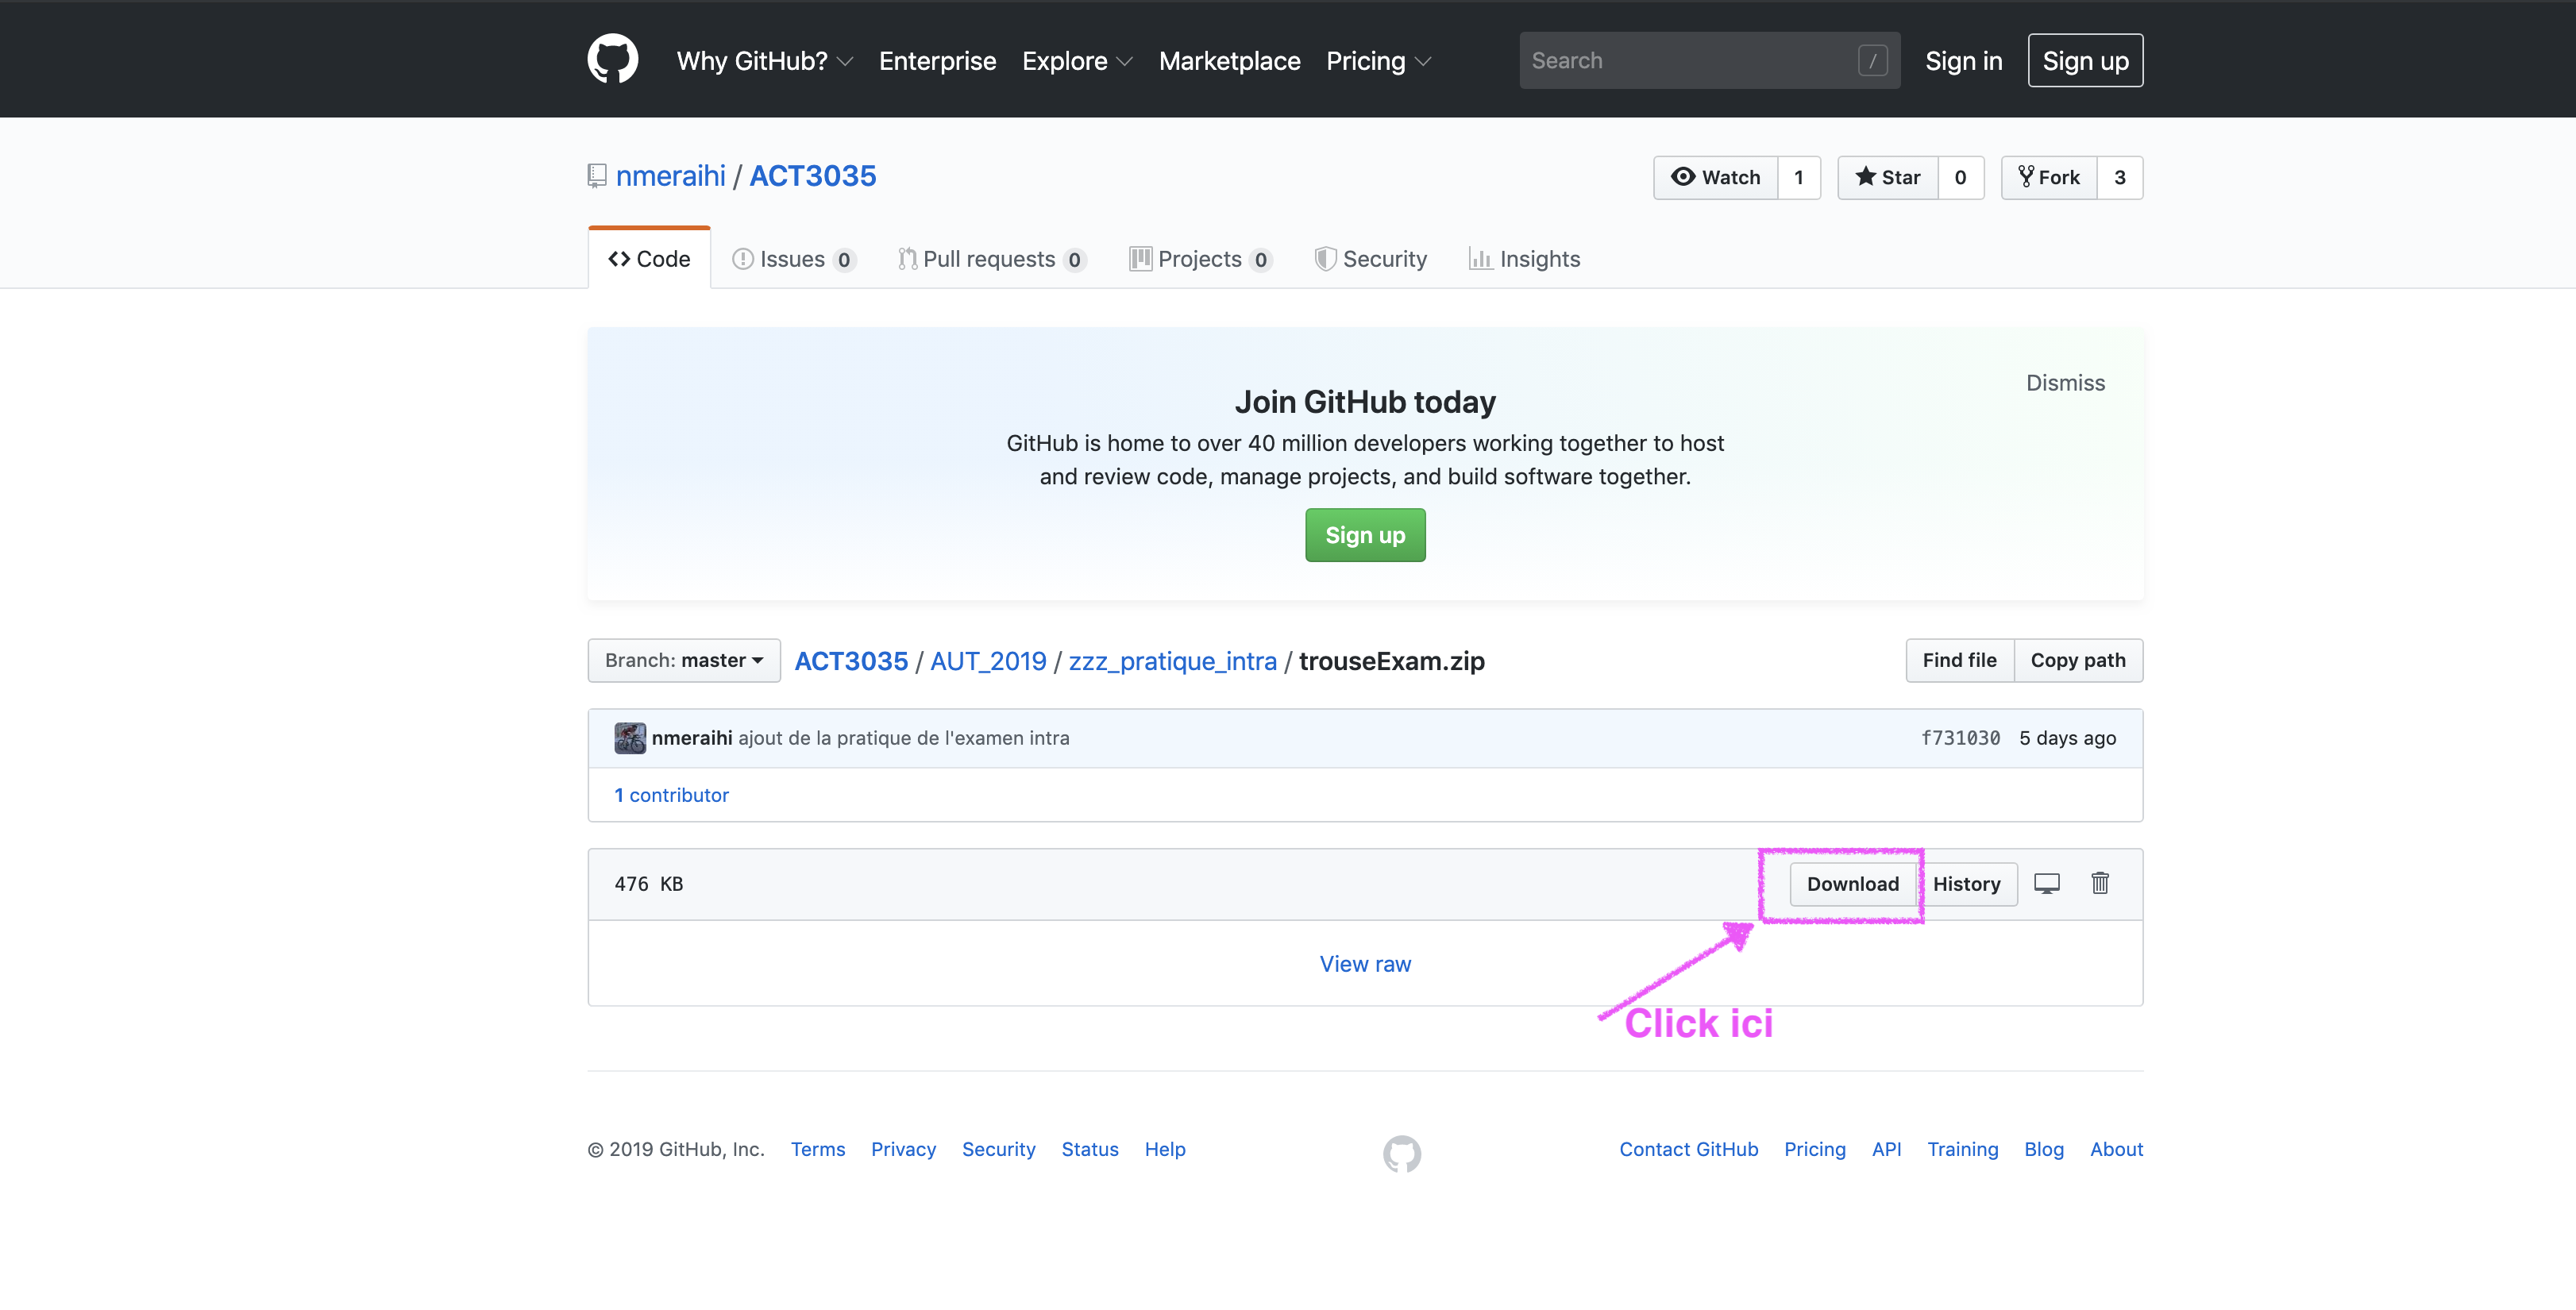 Why GitHub? Enterprise Explore Marketplace Pricing Search / Sign in Sign up
nmeraihi / ACT3035 Watch 1 Star 0 Fork 3
Code Issues 0 Pull requests 0 Projects 0 Security Insights
Dismiss
Join GitHub today
GitHub is home to over 40 million developers working together to host
and review code, manage projects, and build software together.
Sign up
Branch: master ACT3035 / AUT_2019 / zzz_pratique_intra / trouseExam.zip Find file Copy path
nmeraihi ajout de la pratique de l'examen intra f731030 5 days ago
1 contributor
476 KB Download History
View raw
Click ici
© 2019 GitHub, Inc. Terms Privacy Security Status Help Contact GitHub Pricing API Training Blog About